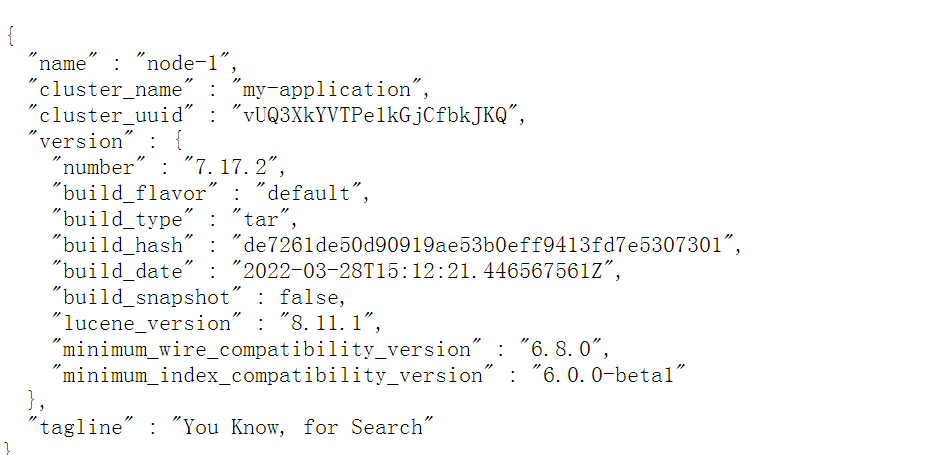 {
  "name" : "node-1",
  "cluster_name" : "my-application",
  "cluster_uuid" : "vUQ3XkYVTPe1kGjCfbkJKQ",
  "version" : {
    "number" : "7.17.2",
    "build_flavor" : "default",
    "build_type" : "tar",
    "build_hash" : "de7261de50d90919ae53b0eff9413fd7e5307301",
    "build_date" : "2022-03-28T15:12:21.446567561Z",
    "build_snapshot" : false,
    "lucene_version" : "8.11.1",
    "minimum_wire_compatibility_version" : "6.8.0",
    "minimum_index_compatibility_version" : "6.0.0-beta1"
  },
  "tagline" : "You Know, for Search"
}